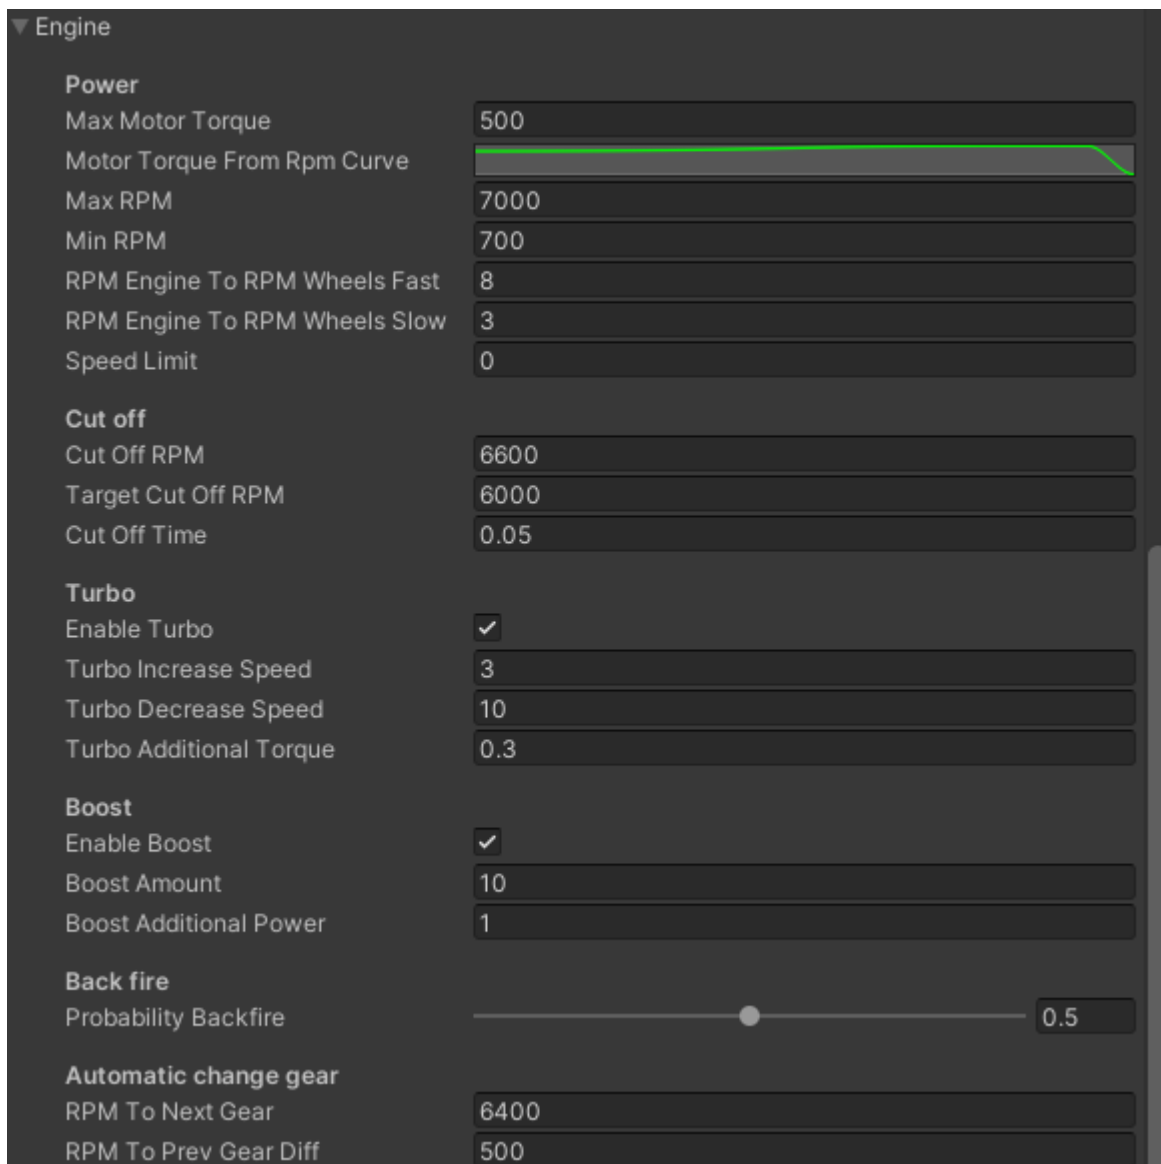 Engine
Power
Max Motor Torque 500
Motor Torque From Rpm Curve
Max RPM 7000
Min RPM 700
RPM Engine To RPM Wheels Fast 8
RPM Engine To RPM Wheels Slow 3
Speed Limit 0
Cut off
Cut Off RPM 6600
Target Cut Off RPM 6000
Cut Off Time 0.05
Turbo
Enable Turbo
Turbo Increase Speed 3
Turbo Decrease Speed 10
Turbo Additional Torque 0.3
Boost
Enable Boost
Boost Amount 10
Boost Additional Power 1
Back fire
Probability Backfire 0.5
Automatic change gear
RPM To Next Gear 6400
RPM To Prev Gear Diff 500